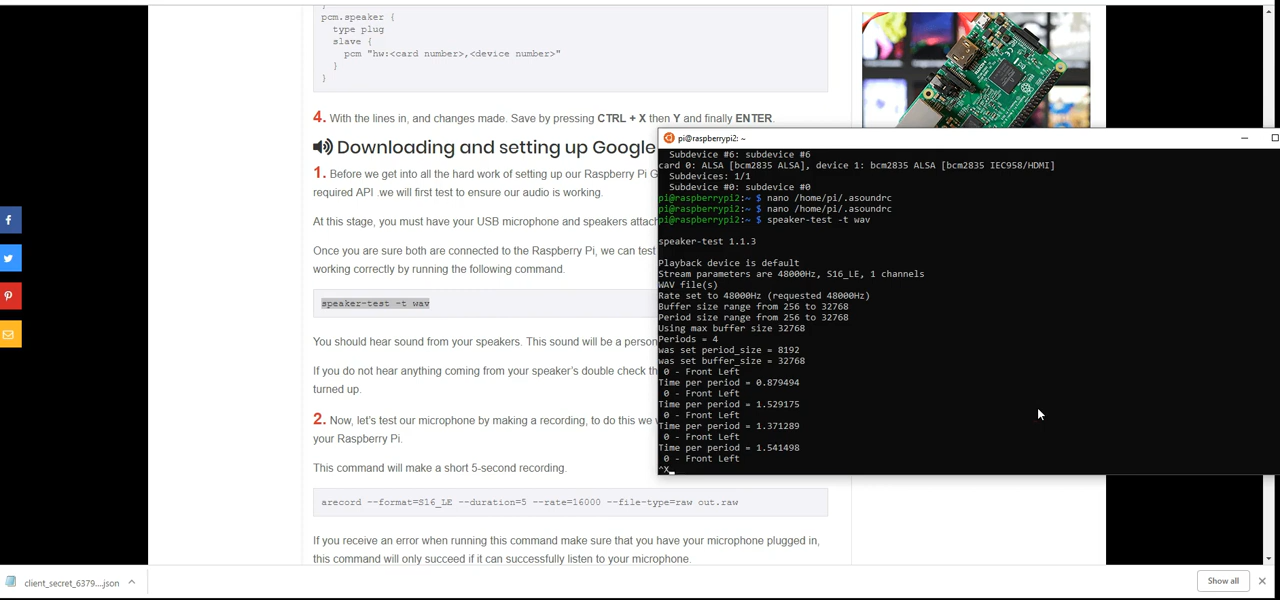 }
pcm.speaker {
type plug
slave {
pcm "hw:<card number>,<device number>"
}
}
4. With the lines in, and changes made. Save by pressing CTRL + X then Y and finally ENTER.
Downloading and setting up Google
1. Before we get into all the hard work of setting up our Raspberry Pi G
required API .we will first test to ensure our audio is working.
At this stage, you must have your USB microphone and speakers attac
Once you are sure both are connected to the Raspberry Pi, we can test
working correctly by running the following command.
speaker-test -t wav
You should hear sound from your speakers. This sound will be a person
If you do not hear anything coming from your speaker's double check th
turned up.
2. Now, let's test our microphone by making a recording, to do this we w
your Raspberry Pi.
This command will make a short 5-second recording.
arecord --format=S16_LE --duration=5 --rate=16000 --file-type=raw out.raw
If you receive an error when running this command make sure that you have your microphone plugged in,
this command will only succeed if it can successfully listen to your microphone.
pi@raspberrypi2: ~
Subdevice #6: subdevice #6
card 0: ALSA [bcm2835 ALSA], device 1: bcm2835 ALSA [bcm2835 IEC958/HDMI]
Subdevices: 1/1
Subdevice #0: subdevice #0
pi@raspberrypi2:~ $ nano /home/pi/.asoundrc
pi@raspberrypi2:~ $ nano /home/pi/.asoundrc
pi@raspberrypi2:~ $ speaker-test -t wav
speaker-test 1.1.3
Playback device is default
Stream parameters are 48000Hz, S16_LE, 1 channels
WAV file(s)
Rate set to 48000Hz (requested 48000Hz)
Buffer size range from 256 to 32768
Period size range from 256 to 32768
Using max buffer size 32768
Periods = 4
was set period_size = 8192
was set buffer_size = 32768
0 - Front Left
Time per period = 0.879494
0 - Front Left
Time per period = 1.529175
0 - Front Left
Time per period = 1.371289
0 - Front Left
Time per period = 1.541498
0 - Front Left
^X
client_secret_6379....json
Show all